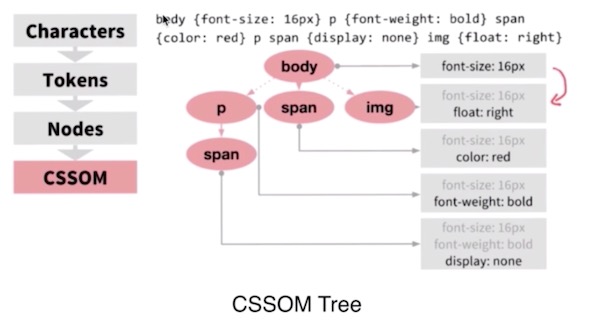 Characters
Tokens
Nodes
CSSOM
body {font-size: 16px} p {font-weight: bold} span
{color: red} p span {display: none} img {float: right}
body
p
span
img
span
font-size: 16px
font-size: 16px
float: right
font-size: 16px
color: red
font-size: 16px
font-weight: bold
font-size: 16px
font-weight: bold
display: none
CSSOM Tree